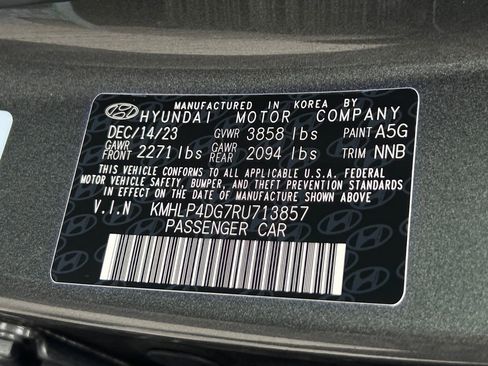 MANUFACTURED IN KOREA BY
HYUNDAI MOTOR COMPANY
DEC/14/23 GVWR 3858 lbs PAINT A5G
GAWR FRONT 2271 lbs GAWR REAR 2094 lbs TRIM NNB
THIS VEHICLE CONFORMS TO ALL APPLICABLE U.S.A. FEDERAL
MOTOR VEHICLE SAFETY, BUMPER, AND THEFT PREVENTION STANDARDS
IN EFFECT ON THE DATE OF MANUFACTURE SHOWN ABOVE.
V.I.N KMHLP4DG7RU713857
PASSENGER CAR